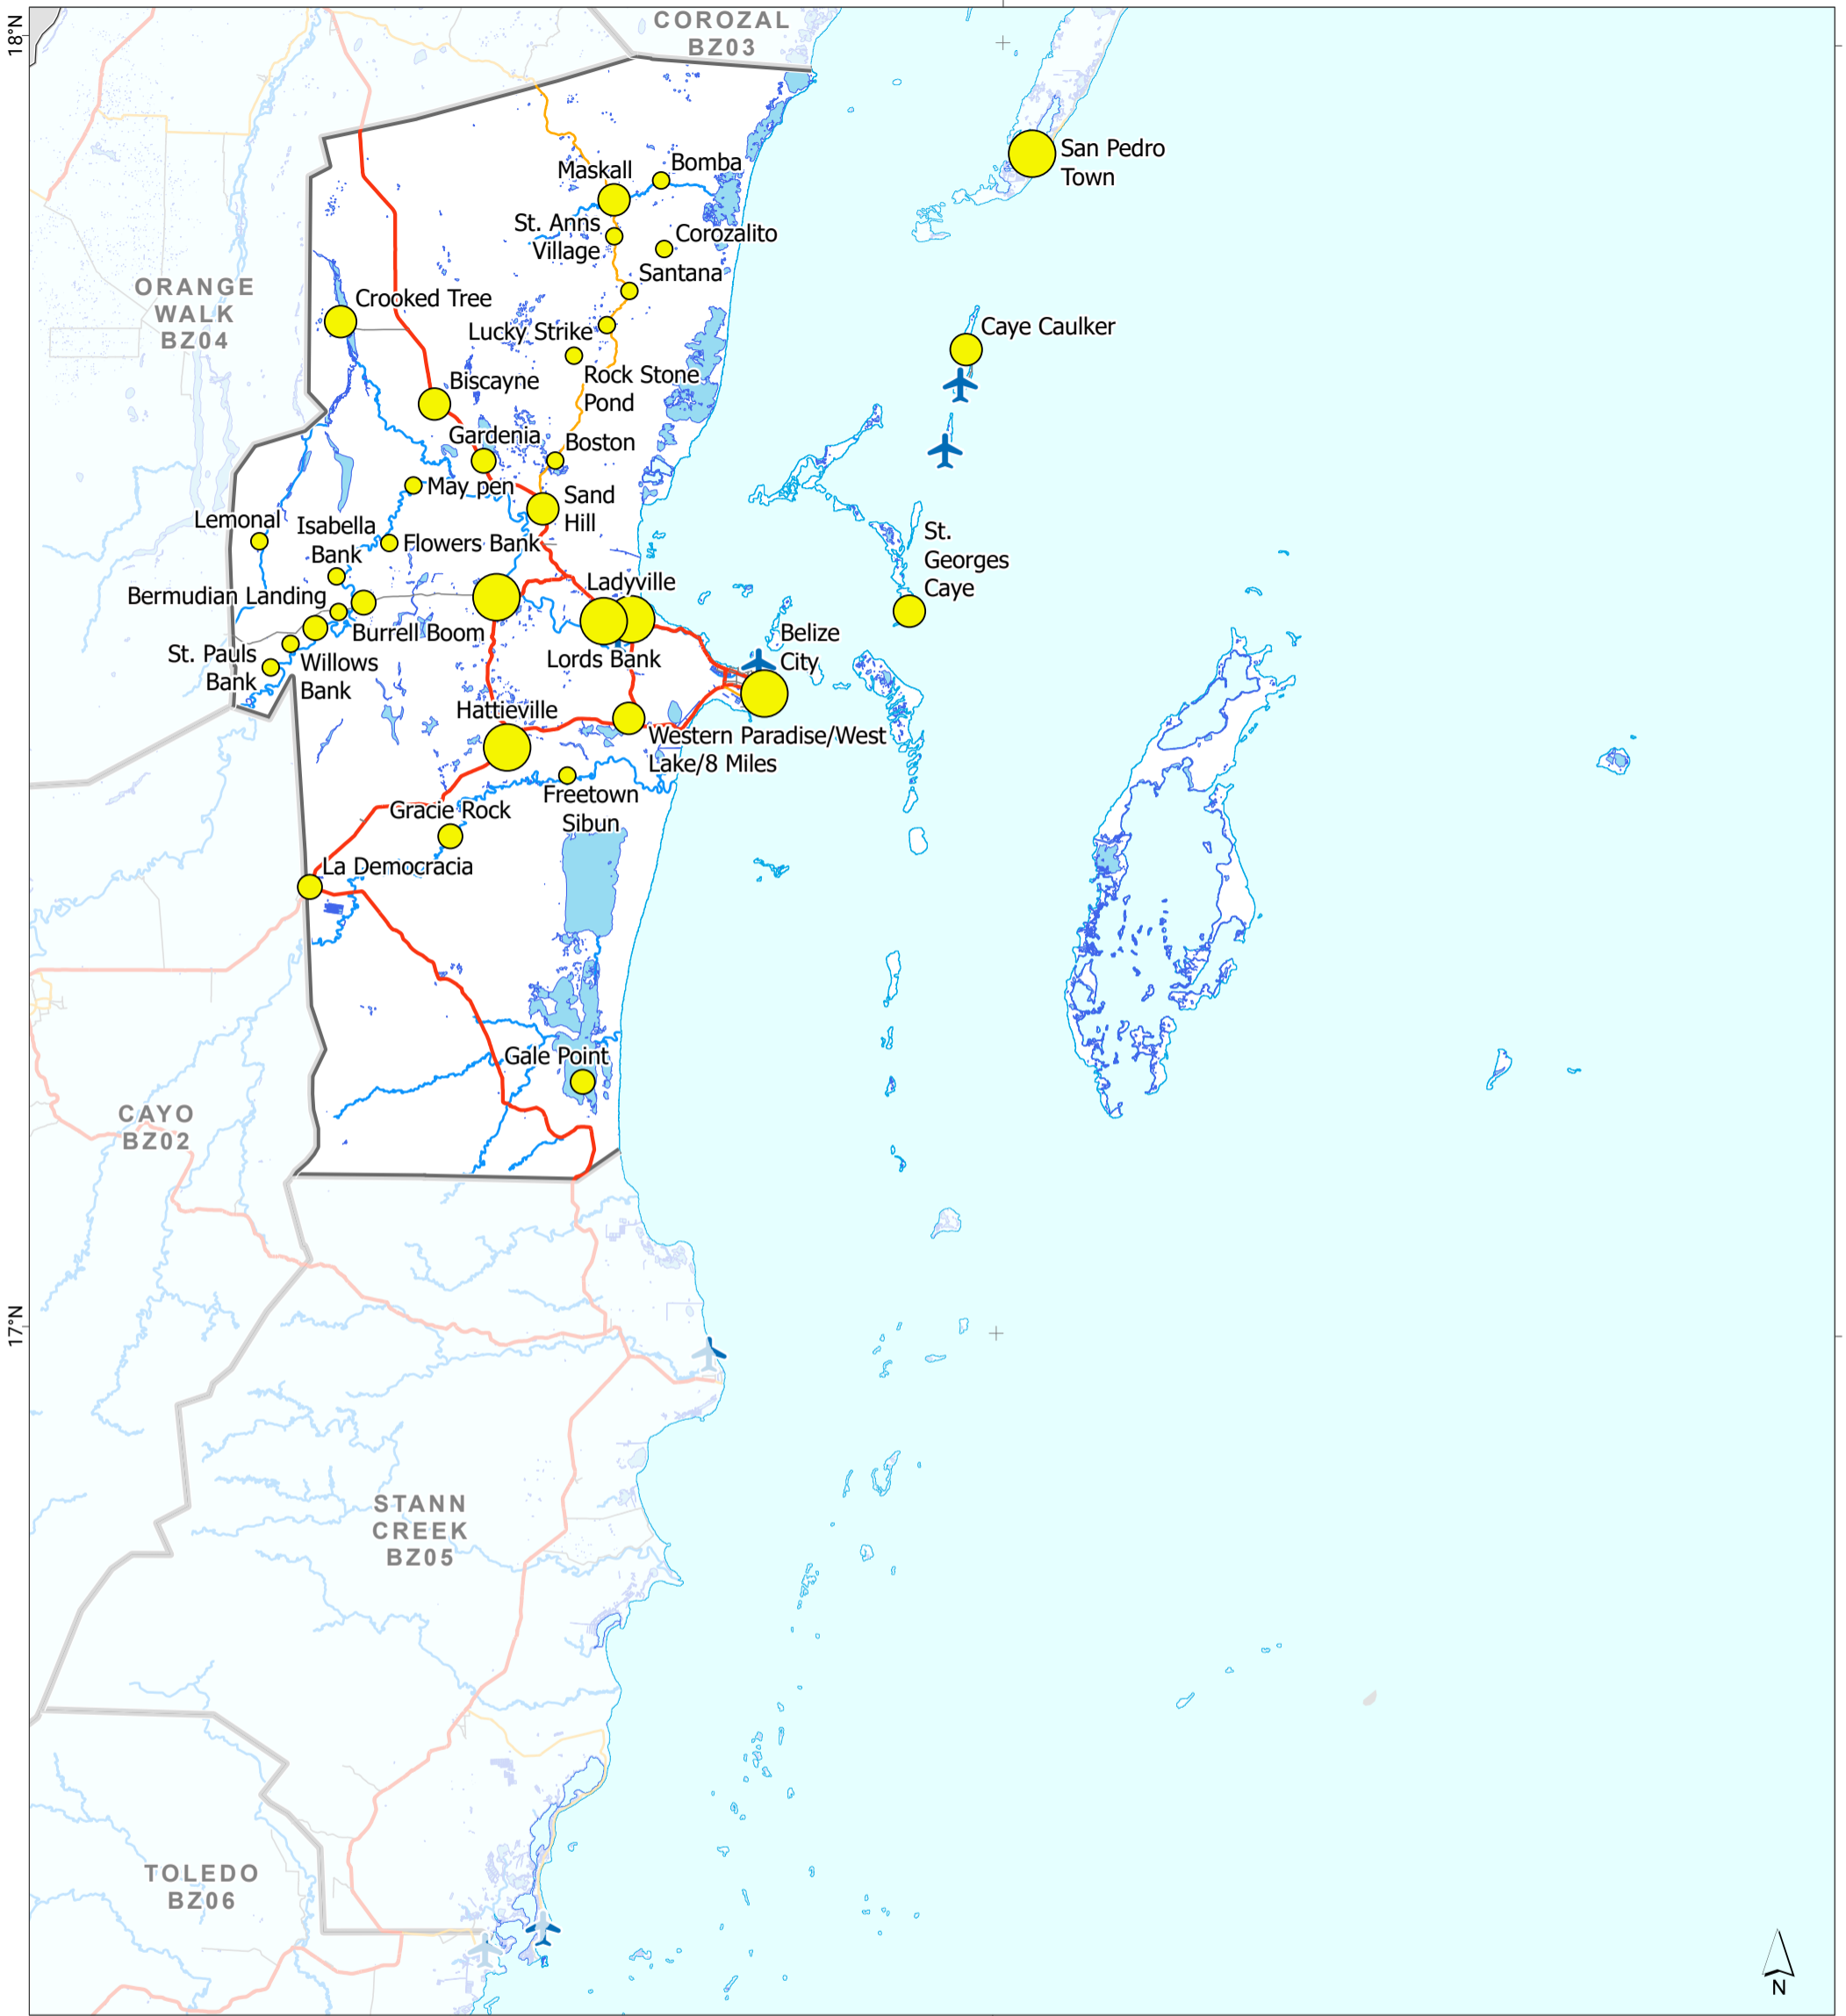 COROZAL
BZ03
18°N
San Pedro
Town
Bomba
Maskall
St. Anns
Village
Corozalito
Santana
ORANGE
WALK
BZ04
Crooked Tree
Lucky Strike
Caye Caulker
Rock Stone
Pond
Biscayne
Gardenia
Boston
May pen
Sand
Hill
Lemonal
Isabella
Bank
Flowers Bank
St.
Georges
Caye
Ladyville
Bermudian Landing
Burrell Boom
Belize
City
Lords Bank
St. Pauls
Bank
Willows
Bank
Hattieville
Western Paradise/West
Lake/8 Miles
Freetown
Sibun
Gracie Rock
La Democracia
Gale Point
CAYO
BZ02
17°N
STANN
CREEK
BZ05
TOLEDO
BZ06
N